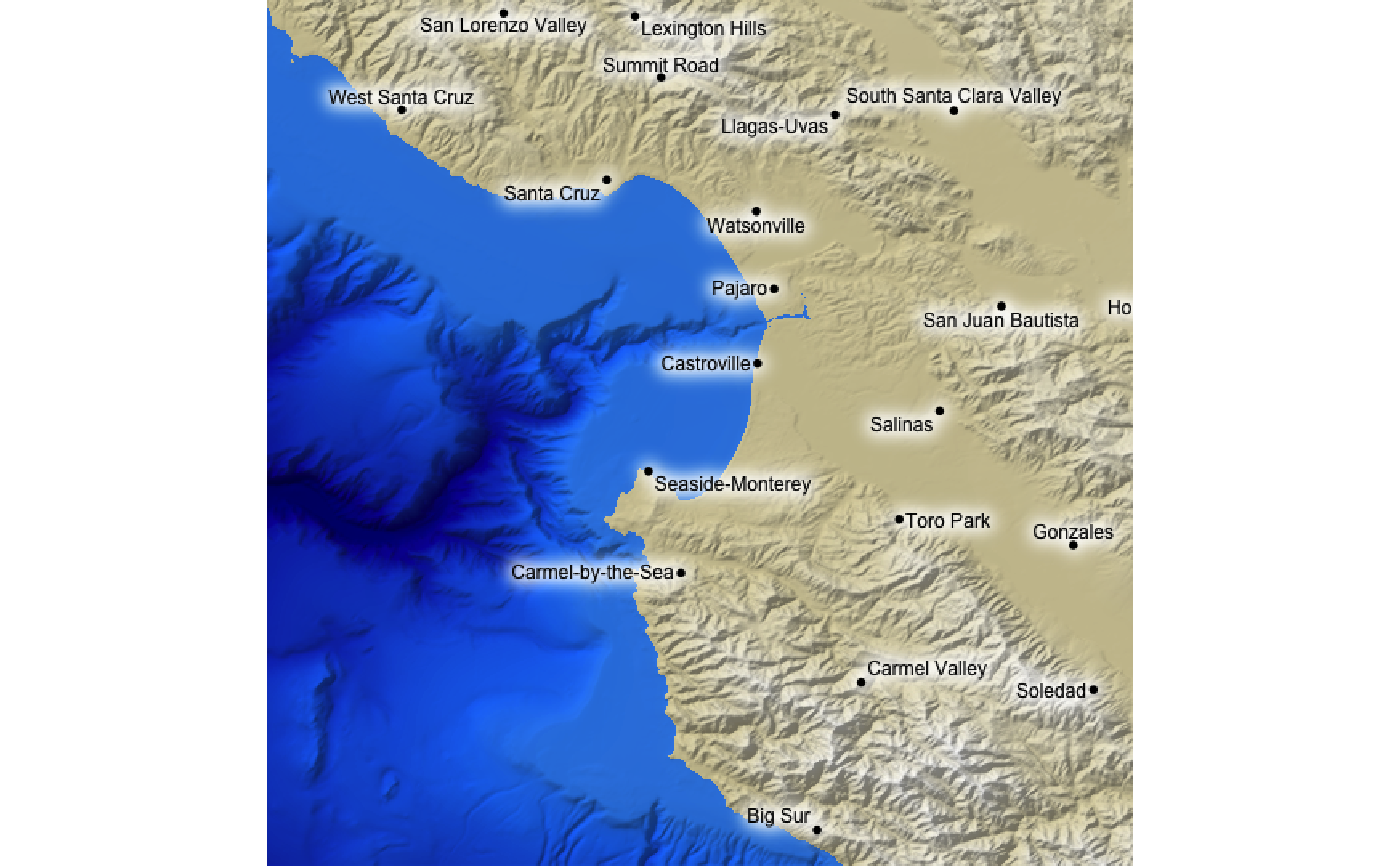 San Lorenzo Valley
Lexington Hills
Summit Road
West Santa Cruz
South Santa Clara Valley
Llagas-Uvas
Santa Cruz
Watsonville
Pajaro
San Juan Bautista
Ho
Castroville
Salinas
Seaside-Monterey
Toro Park
Gonzales
Carmel-by-the-Sea
Carmel Valley
Soledad
Big Sur